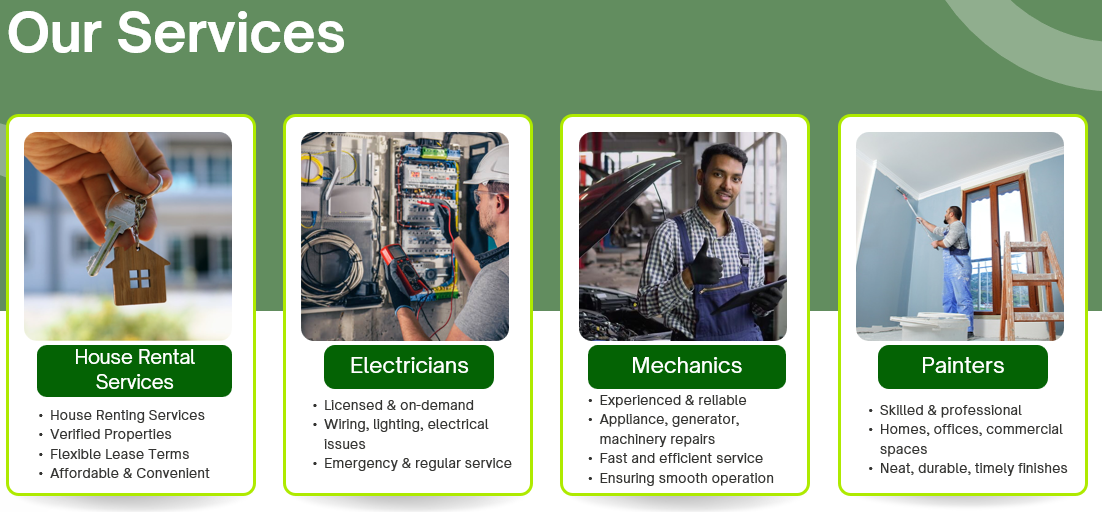 Our Services
House Rental
Services
• House Renting Services
• Verified Properties
• Flexible Lease Terms
• Affordable & Convenient
Electricians
• Licensed & on-demand
• Wiring, lighting, electrical
issues
• Emergency & regular service
Mechanics
• Experienced & reliable
• Appliance, generator,
machinery repairs
• Fast and efficient service
• Ensuring smooth operation
Painters
• Skilled & professional
• Homes, offices, commercial
spaces
• Neat, durable, timely finishes